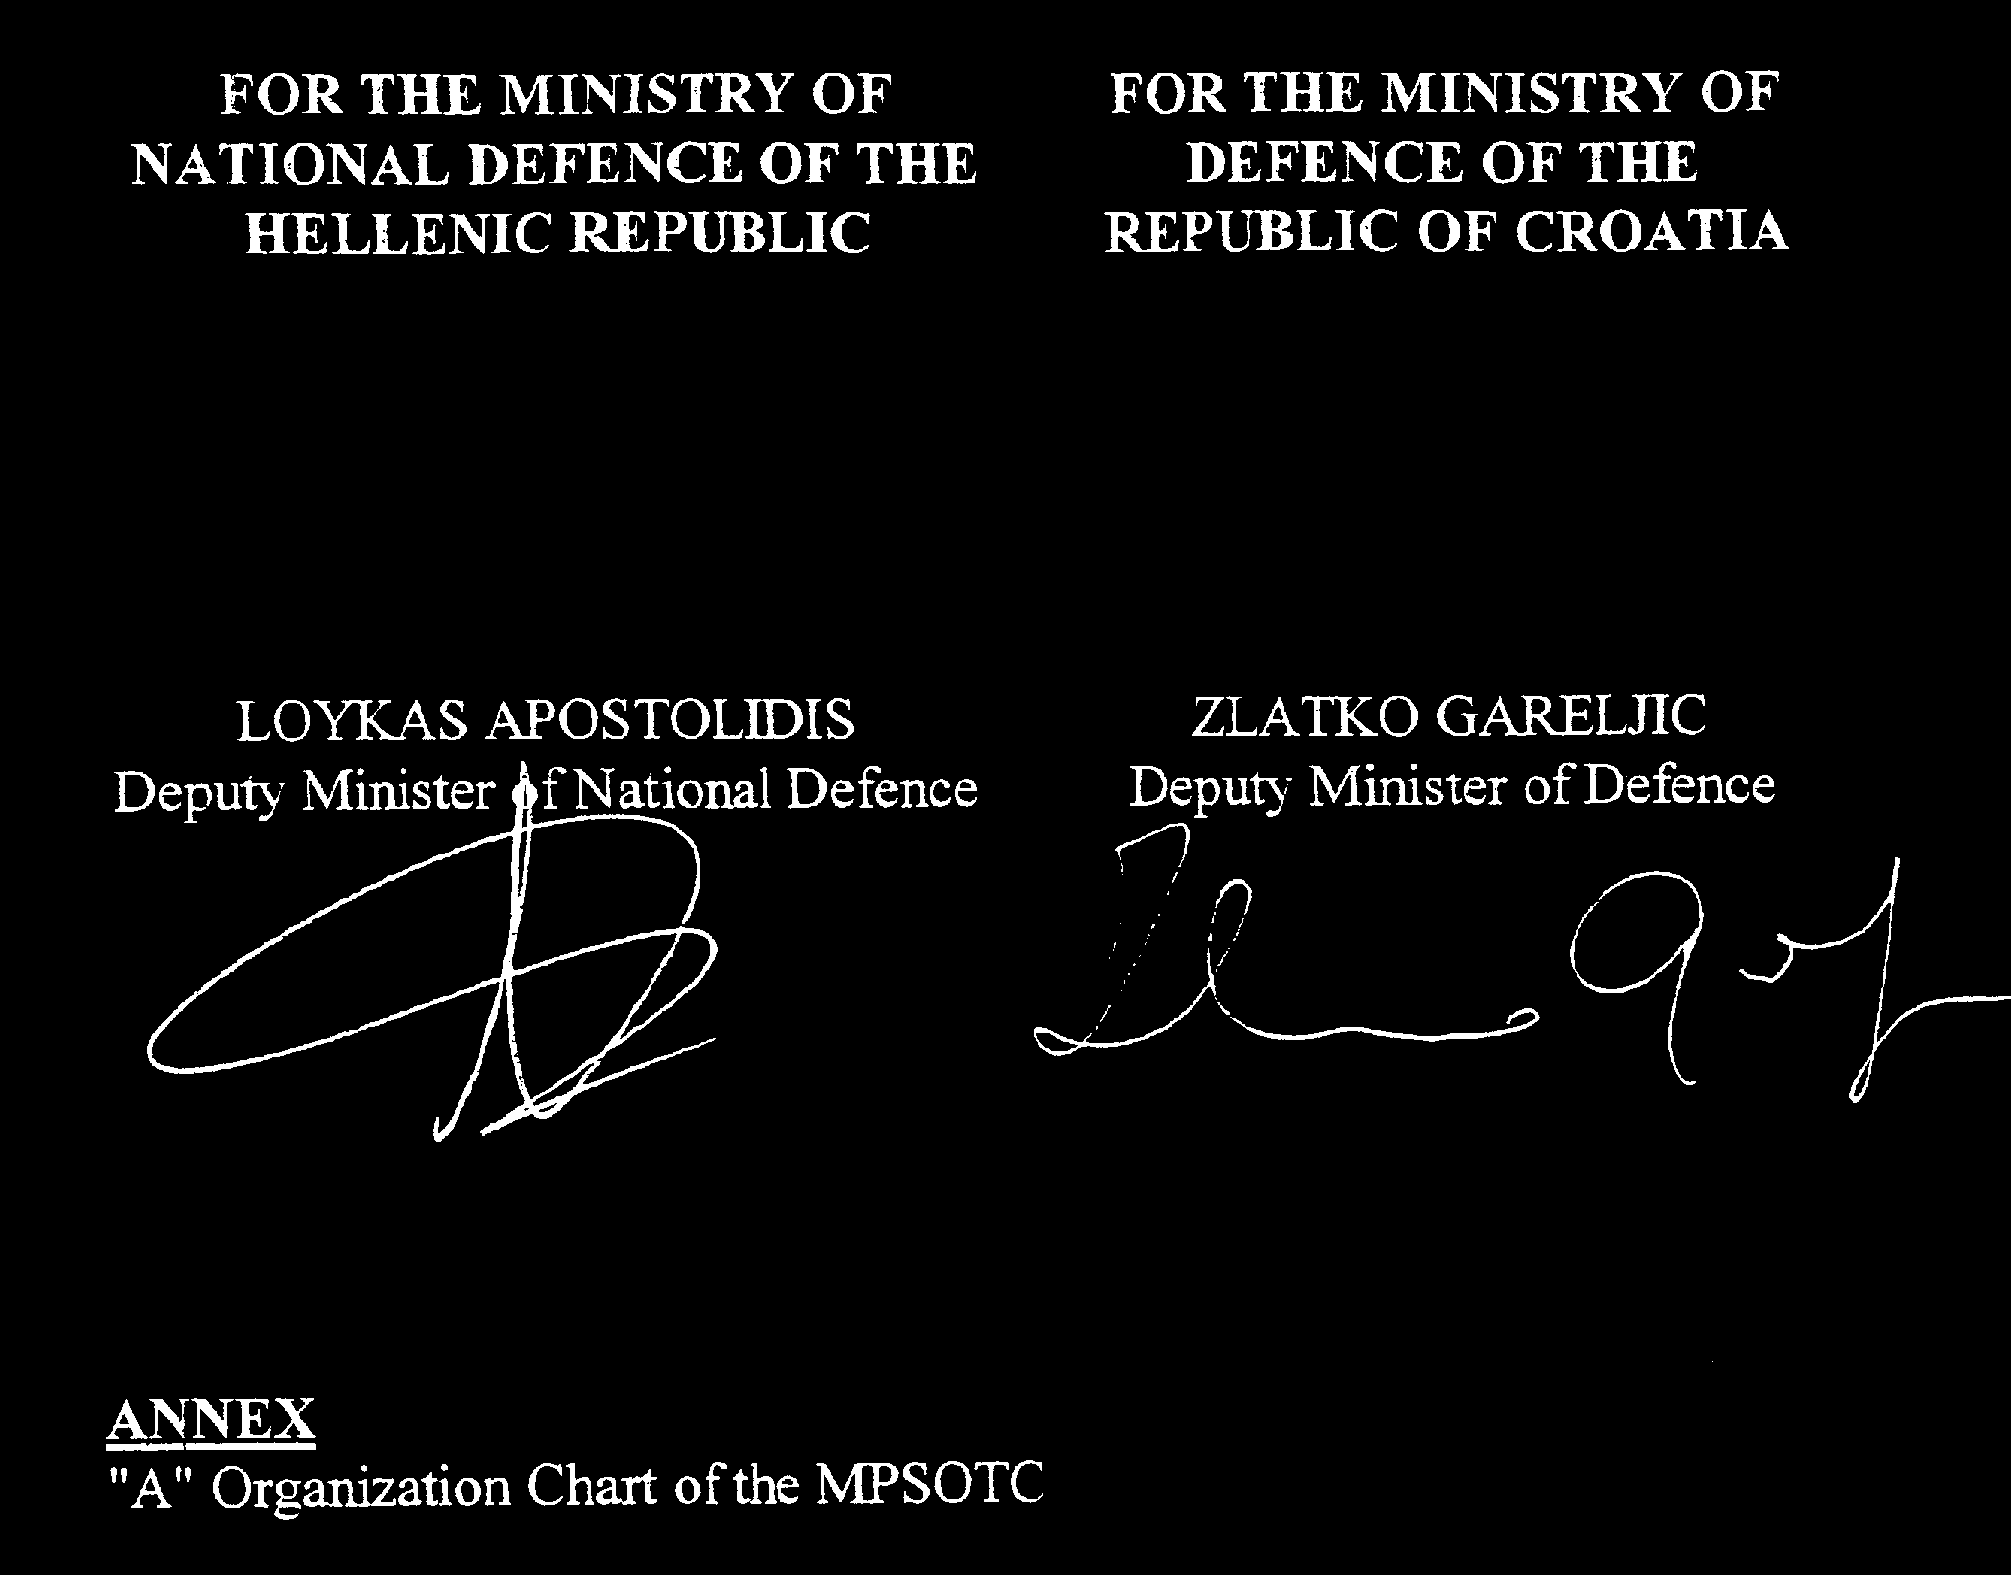 FOR THE MINISTRY OF
NATIONAL DEFENCE OF THE
HELLENIC REPUBLIC
FOR THE MINISTRY OF
DEFENCE OF THE
REPUBLIC OF CROATIA
LOYKAS APOSTOLIDIS
Deputy Minister of National Defence
ZLATKO GARELJIC
Deputy Minister of Defence
ANNEX
"A" Organization Chart of the MPSOTC